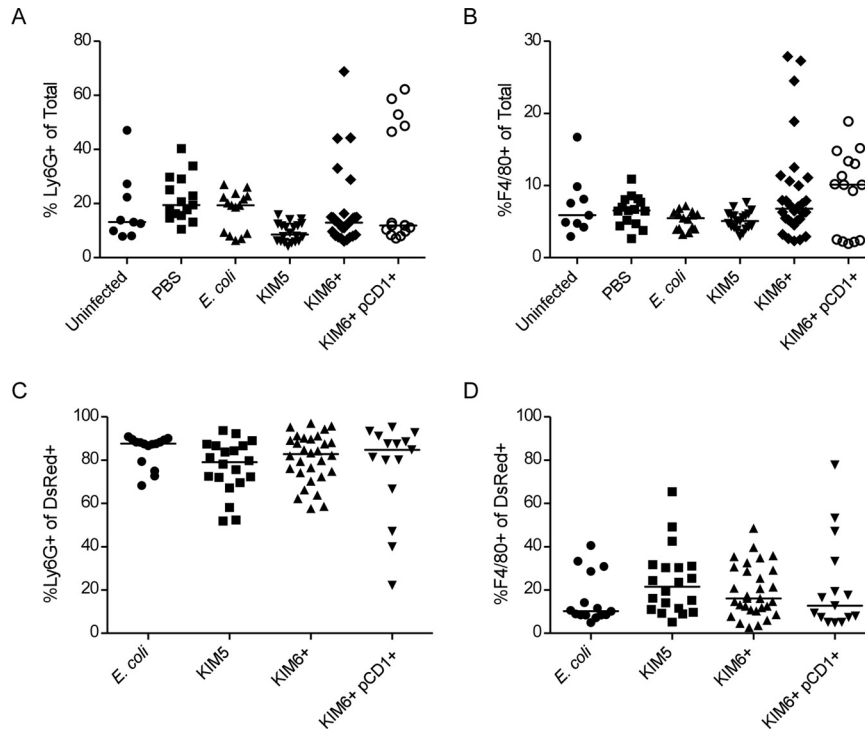 A
% Ly6G+ of Total
80
60
40
20
0
Uninfected
PBS
E. coli
KIM5
KIM6+
KIM6+ pCD1+
B
%F4/80+ of Total
30
20
10
0
Uninfected
PBS
E. coli
KIM5
KIM6+
KIM6+ pCD1+
C
%Ly6G+ of DsRed+
100
80
60
40
20
0
E. coli
KIM5
KIM6+
KIM6+ pCD1+
D
%F4/80+ of DsRed+
100
80
60
40
20
0
E. coli
KIM5
KIM6+
KIM6+ pCD1+